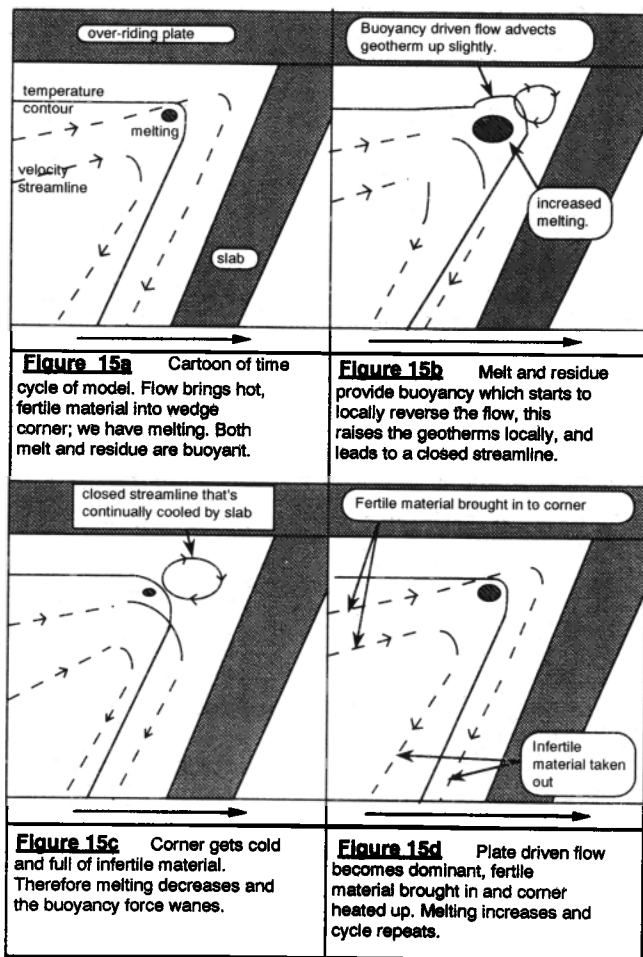 over-riding plate
temperature
contour
melting
velocity
streamline
slab
Figure 15a Cartoon of time
cycle of model. Flow brings hot,
fertile material into wedge
corner; we have melting. Both
melt and residue are buoyant.
Buoyancy driven flow advects
geotherm up slightly.
increased
melting.
Figure 15b Melt and residue
provide buoyancy which starts to
locally reverse the flow, this
raises the geotherms locally, and
leads to a closed streamline.
closed streamline that's
continually cooled by slab
Figure 15c Corner gets cold
and full of infertile material.
Therefore melting decreases and
the buoyancy force wanes.
Fertile material brought in to corner
Infertile
material taken
out
Figure 15d Plate driven flow
becomes dominant, fertile
material brought in and corner
heated up. Melting increases and
cycle repeats.